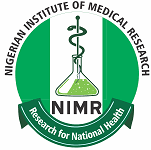 NIGERIAN INSTITUTE OF MEDICAL RESEARCH
NIMR
Research for National Health